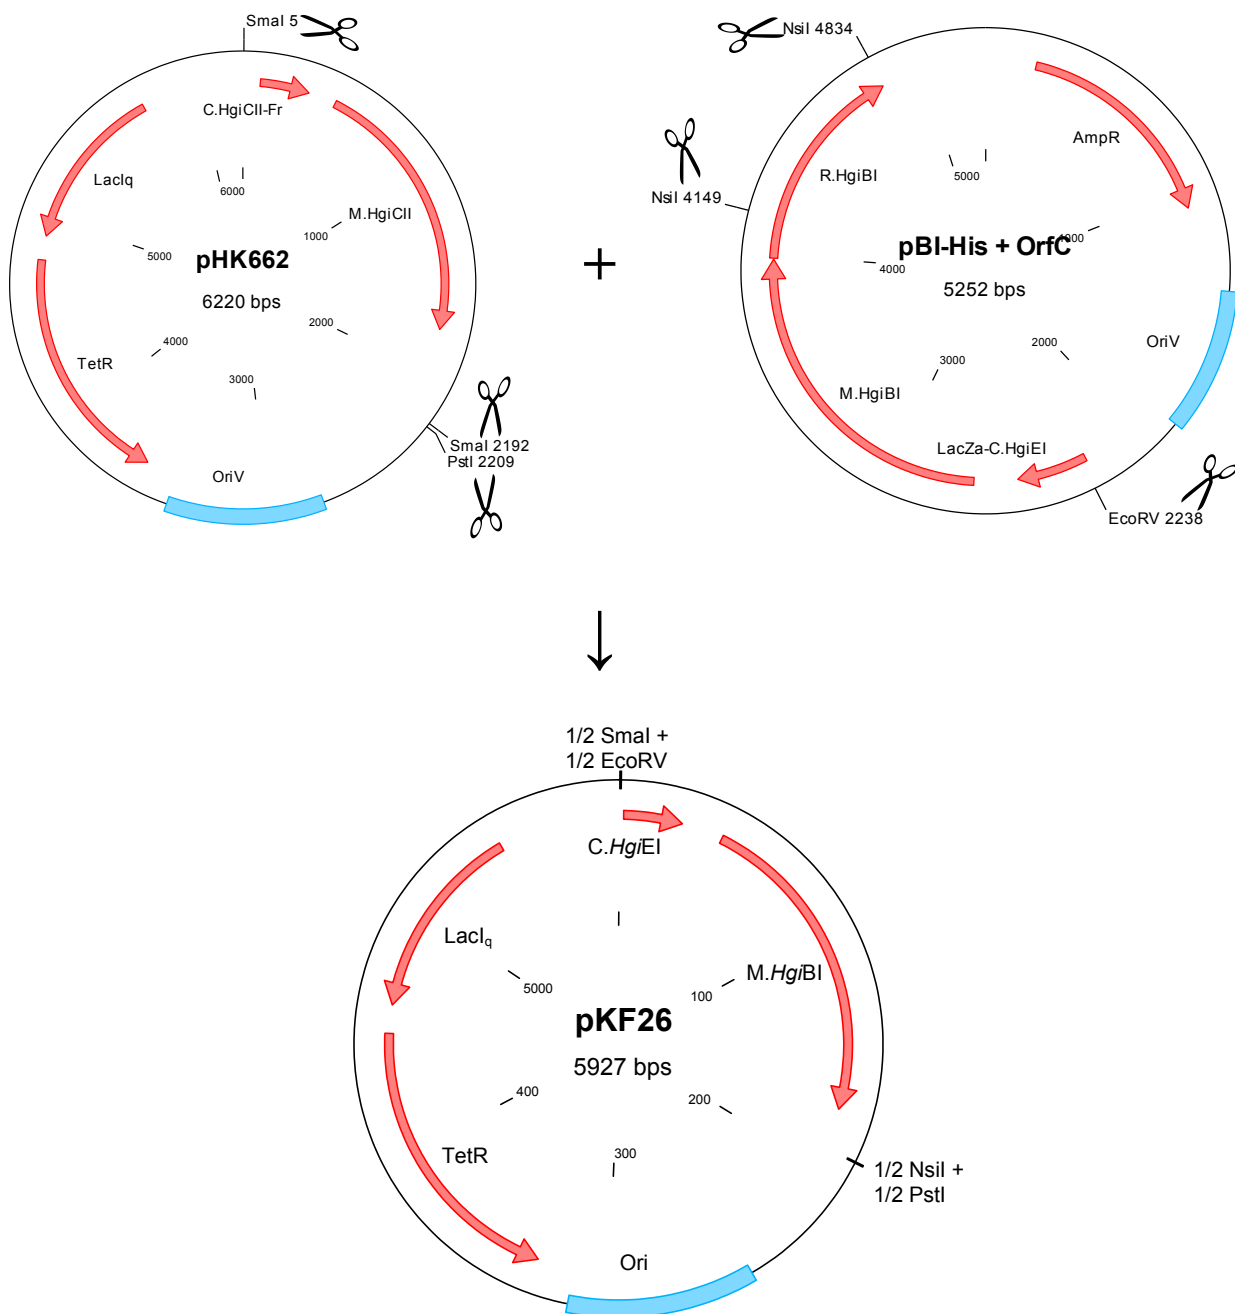 SmaI 5
C.HgiCII-Fr
LacIq
6000
M.HgiCII
1000
5000
pHK662
6220 bps
2000
4000
TetR
3000
SmaI 2192
PstI 2209
OriV
+
NsiI 4834
AmpR
5000
R.HgiBI
NsiI 4149
1000
pBI-His + OrfC
4000
5252 bps
OriV
2000
3000
M.HgiBI
LacZa-C.HgiEI
EcoRV 2238
1/2 SmaI +
1/2 EcoRV
C.HgiEI
LacIq
M.HgiBI
5000
100
pKF26
5927 bps
400
200
TetR
300
1/2 NsiI +
1/2 PstI
Ori